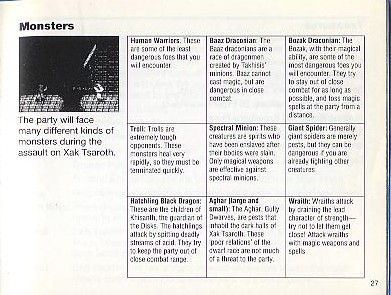 Monsters
The party will face
many different kinds of
monsters during the
assault on Xak Tsaroth.
Human Warriors: These
are some of the least
dangerous foes that you
will encounter.
Baaz Draconian: The
Baaz draconians are a
race of dragonmen
created by Takhisis'
minions. Baaz cannot
cast magic, but are
dangerous in close
combat.
Bozak Draconian: The
Bozak, with their magical
ability, are some of the
most dangerous foes you
will encounter. They try
to stay out of close
combat for as long as
possible, and toss magic
spells at the party from a
distance.
Troll: Trolls are
extremely tough
opponents. These
monsters heal very
rapidly, so they must be
terminated quickly.
Spectral Minion: These
creatures are spirits who
have been enslaved after
their bodies were slain.
Only magical weapons
are effective against
spectral minions.
Giant Spider: Generally
giant spiders are merely
pests, but they can be
dangerous if you are
already fighting other
creatures.
Hatchling Black Dragon:
These are the children of
Khisanth, the guardian of
the Disks. The hatchlings
attack by spitting deadly
streams of acid. They try
to keep the party out of
close combat range.
Aghar (large and
small): The Aghar, Gully
Dwarves, are pests that
inhabit the dark halls of
Xak Tsaroth. These
'poor relations' of the
dwarf race are not much
of a threat to the party.
Wraith: Wraiths attack
by draining the lead
character of strength—
try not to let them get
close! Attack wraiths
with magic weapons and
spells.
27